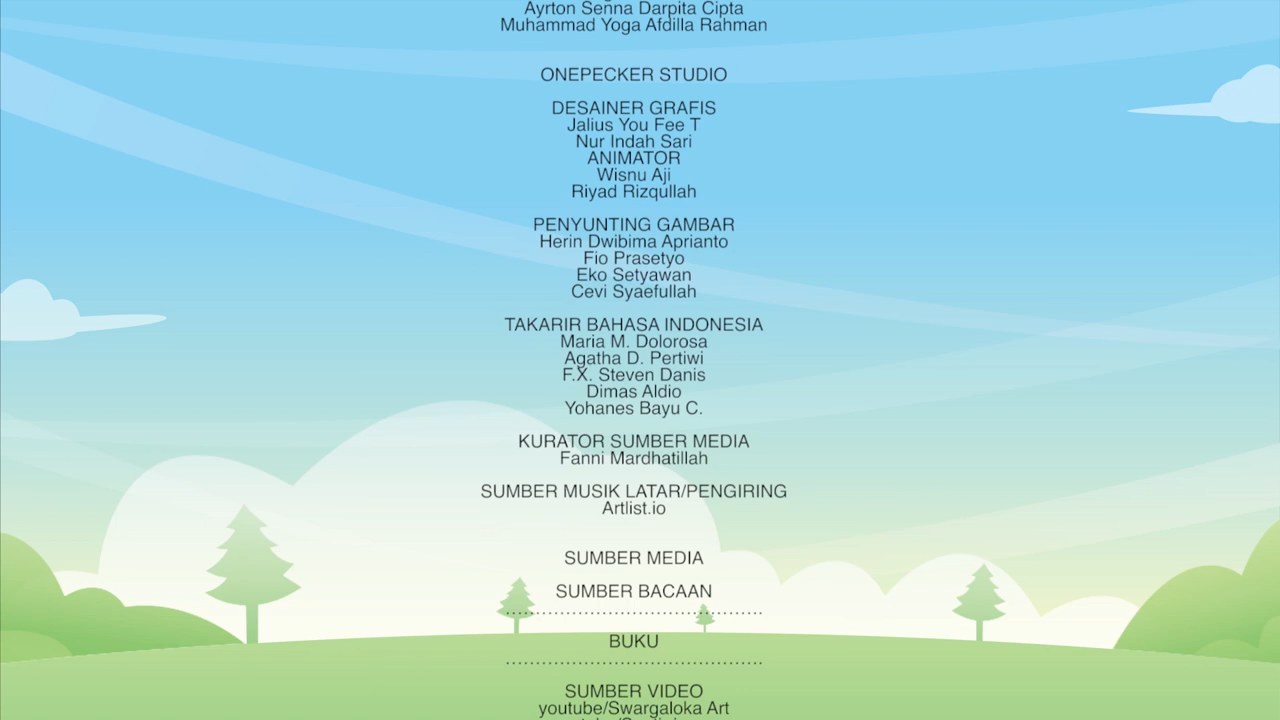 Ayrton Senna Darpita Cipta
Muhammad Yoga Afdilla Rahman
ONEPECKER STUDIO
DESAINER GRAFIS
Jalius You Fee T
Nur Indah Sari
ANIMATOR
Wisnu Aji
Riyad Rizqullah
PENYUNTING GAMBAR
Herin Dwibima Aprianto
Fio Prasetyo
Eko Setyawan
Cevi Syaefullah
TAKARIR BAHASA INDONESIA
Maria M. Dolorosa
Agatha D. Pertiwi
F.X. Steven Danis
Dimas Aldio
Yohanes Bayu C.
KURATOR SUMBER MEDIA
Fanni Mardhatillah
SUMBER MUSIK LATAR/PENGIRING
Artlist.io
SUMBER MEDIA
SUMBER BACAAN
............................................
BUKU
............................................
SUMBER VIDEO
youtube/Swargaloka Art